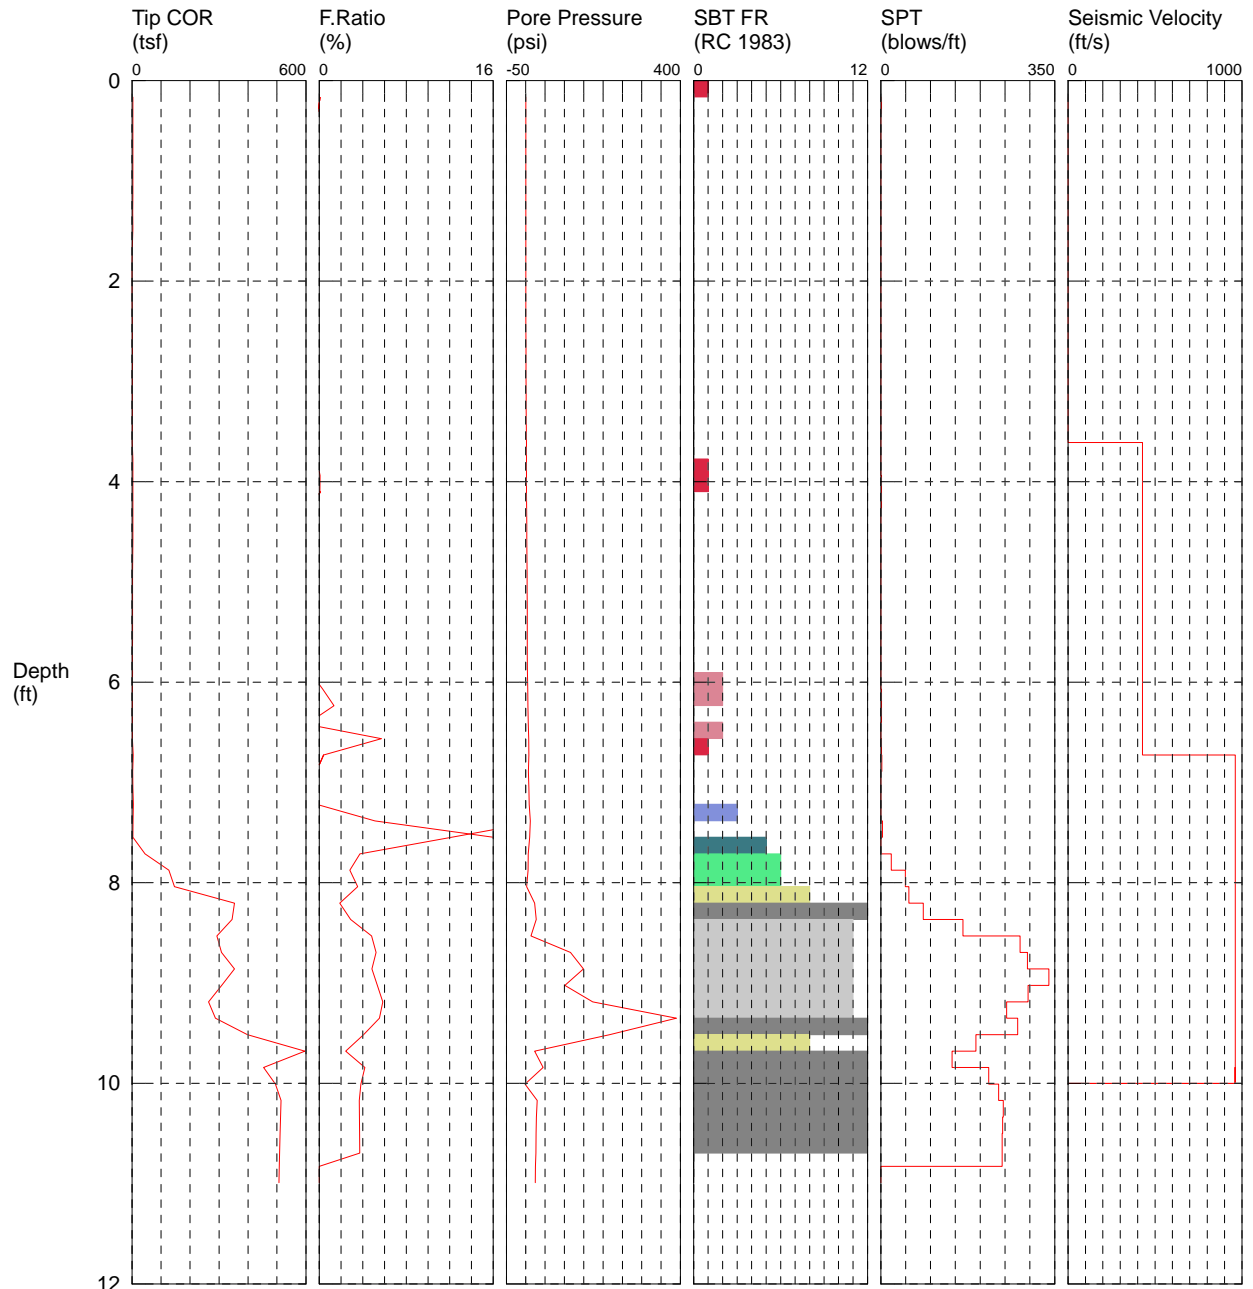 Tip COR
(tsf)
F.Ratio
(%)
Pore Pressure
(psi)
SBT FR
(RC 1983)
SPT
(blows/ft)
Seismic Velocity
(ft/s)
0 600
0 16
-50 400
0 12
0 350
0 1000
0
2
4
6
Depth
(ft)
8
10
12